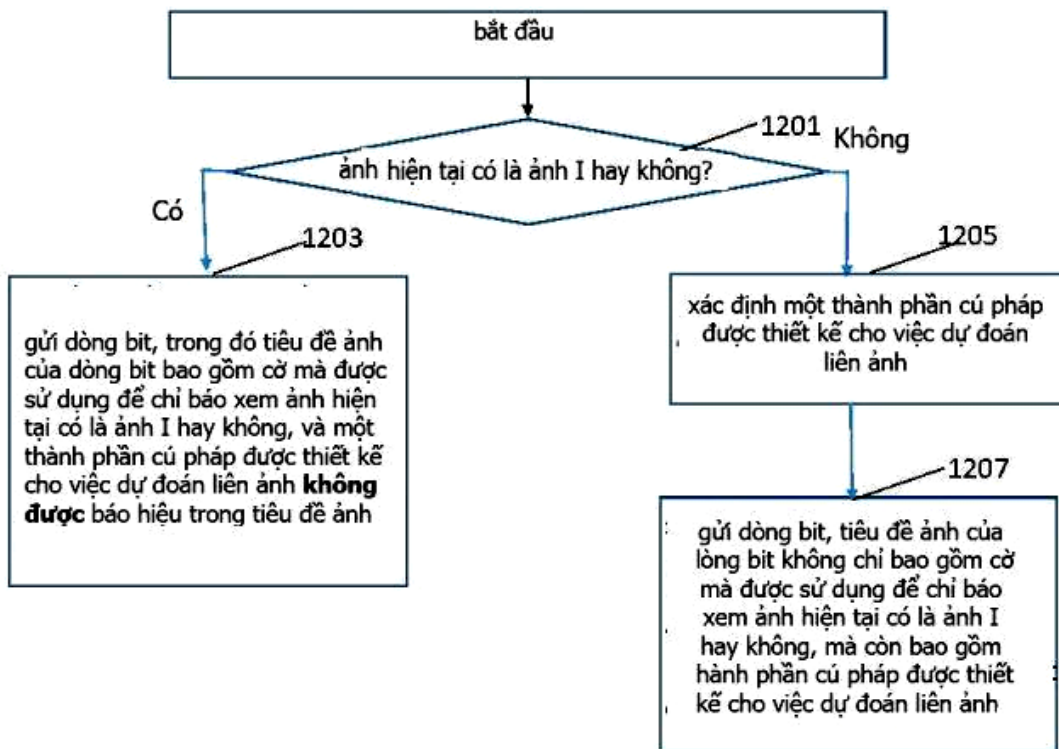 bắt đầu
1201
Không
ảnh hiện tại có là ảnh I hay không?
Có
1203
1205
gửi dòng bit, trong đó tiêu đề ảnh
của dòng bit bao gồm cờ mà được
sử dụng để chỉ báo xem ảnh hiện
tại có là ảnh I hay không, và một
thành phần cú pháp được thiết kế
cho việc dự đoán liên ảnh không
được báo hiệu trong tiêu đề ảnh
xác định một thành phần cú pháp
được thiết kế cho việc dự đoán
liên ảnh
1207
gửi dòng bit, tiêu đề ảnh của
lòng bit không chỉ bao gồm cờ
mà được sử dụng để chỉ báo
xem ảnh hiện tại có là ảnh I
hay không, mà còn bao gồm
hành phần cú pháp được thiết
kế cho việc dự đoán liên ảnh